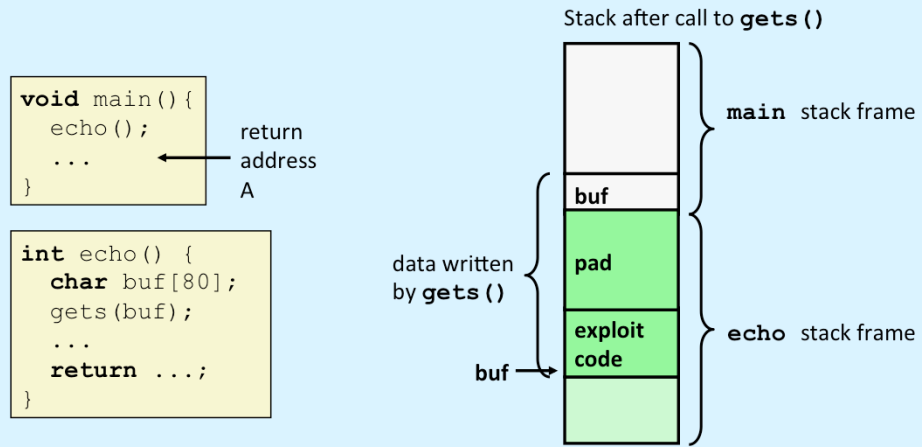 Stack after call to gets()
void main(){
echo();
...
}
return
address
A
int echo() {
char buf[80];
gets(buf);
...
return ...;
}
main stack frame
buf
pad
data written
by gets()
exploit
code
buf
echo stack frame